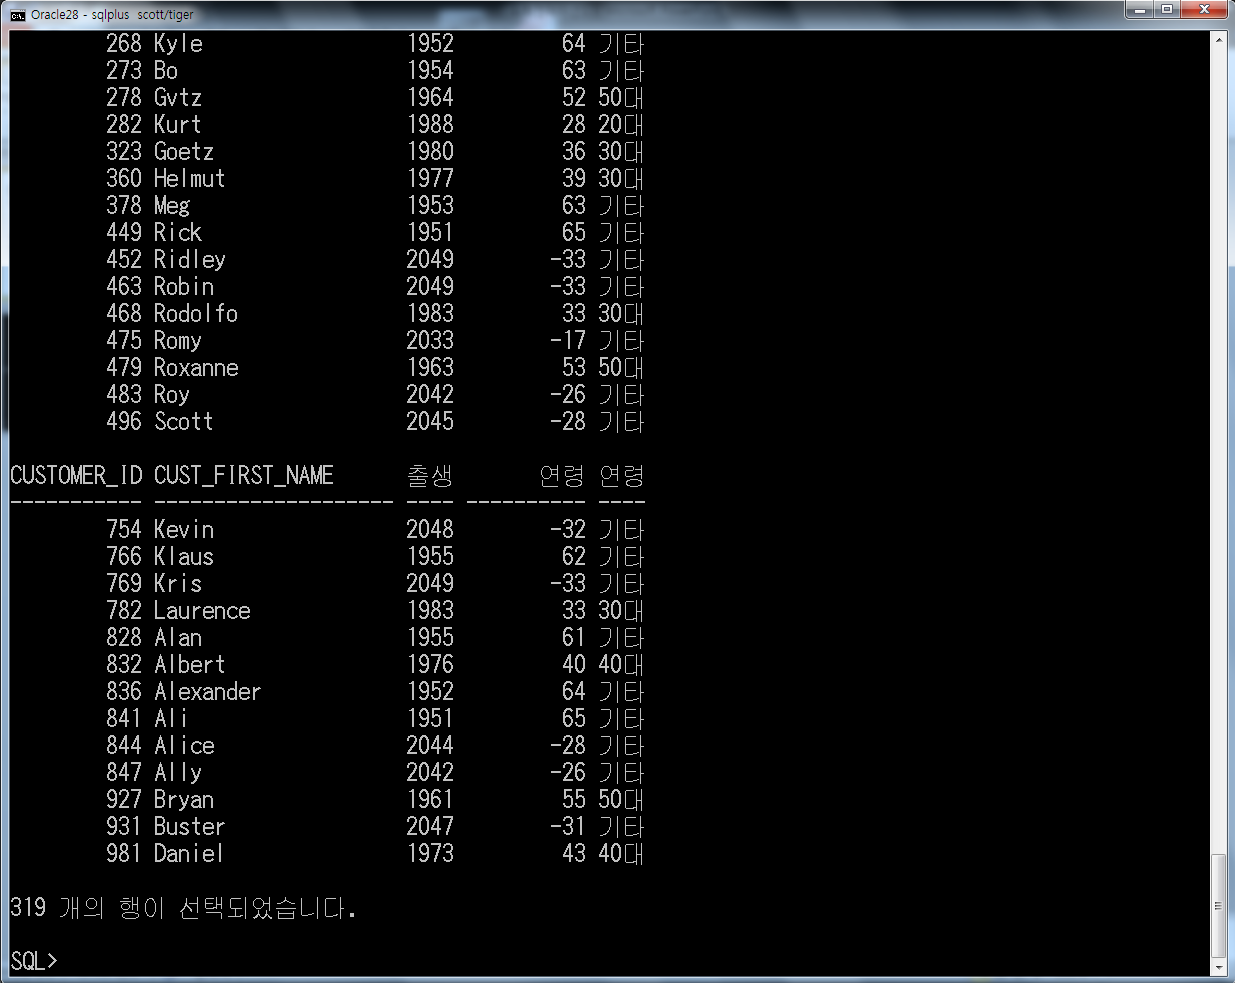 Oracle28 - sqlplus scott/tiger
268 Kyle 1952 64 기타
273 Bo 1954 63 기타
278 Gvtz 1964 52 50대
282 Kurt 1988 28 20대
323 Goetz 1980 36 30대
360 Helmut 1977 39 30대
378 Meg 1953 63 기타
449 Rick 1951 65 기타
452 Ridley 2049 -33 기타
463 Robin 2049 -33 기타
468 Rodolfo 1983 33 30대
475 Romy 2033 -17 기타
479 Roxanne 1963 53 50대
483 Roy 2042 -26 기타
496 Scott 2045 -28 기타
CUSTOMER_ID CUST_FIRST_NAME 출생 연령 연령
----------- -------------------- ---- ---------- ----
754 Kevin 2048 -32 기타
766 Klaus 1955 62 기타
769 Kris 2049 -33 기타
782 Laurence 1983 33 30대
828 Alan 1955 61 기타
832 Albert 1976 40 40대
836 Alexander 1952 64 기타
841 Ali 1951 65 기타
844 Alice 2044 -28 기타
847 Ally 2042 -26 기타
927 Bryan 1961 55 50대
931 Buster 2047 -31 기타
981 Daniel 1973 43 40대
319 개의 행이 선택되었습니다.
SQL>